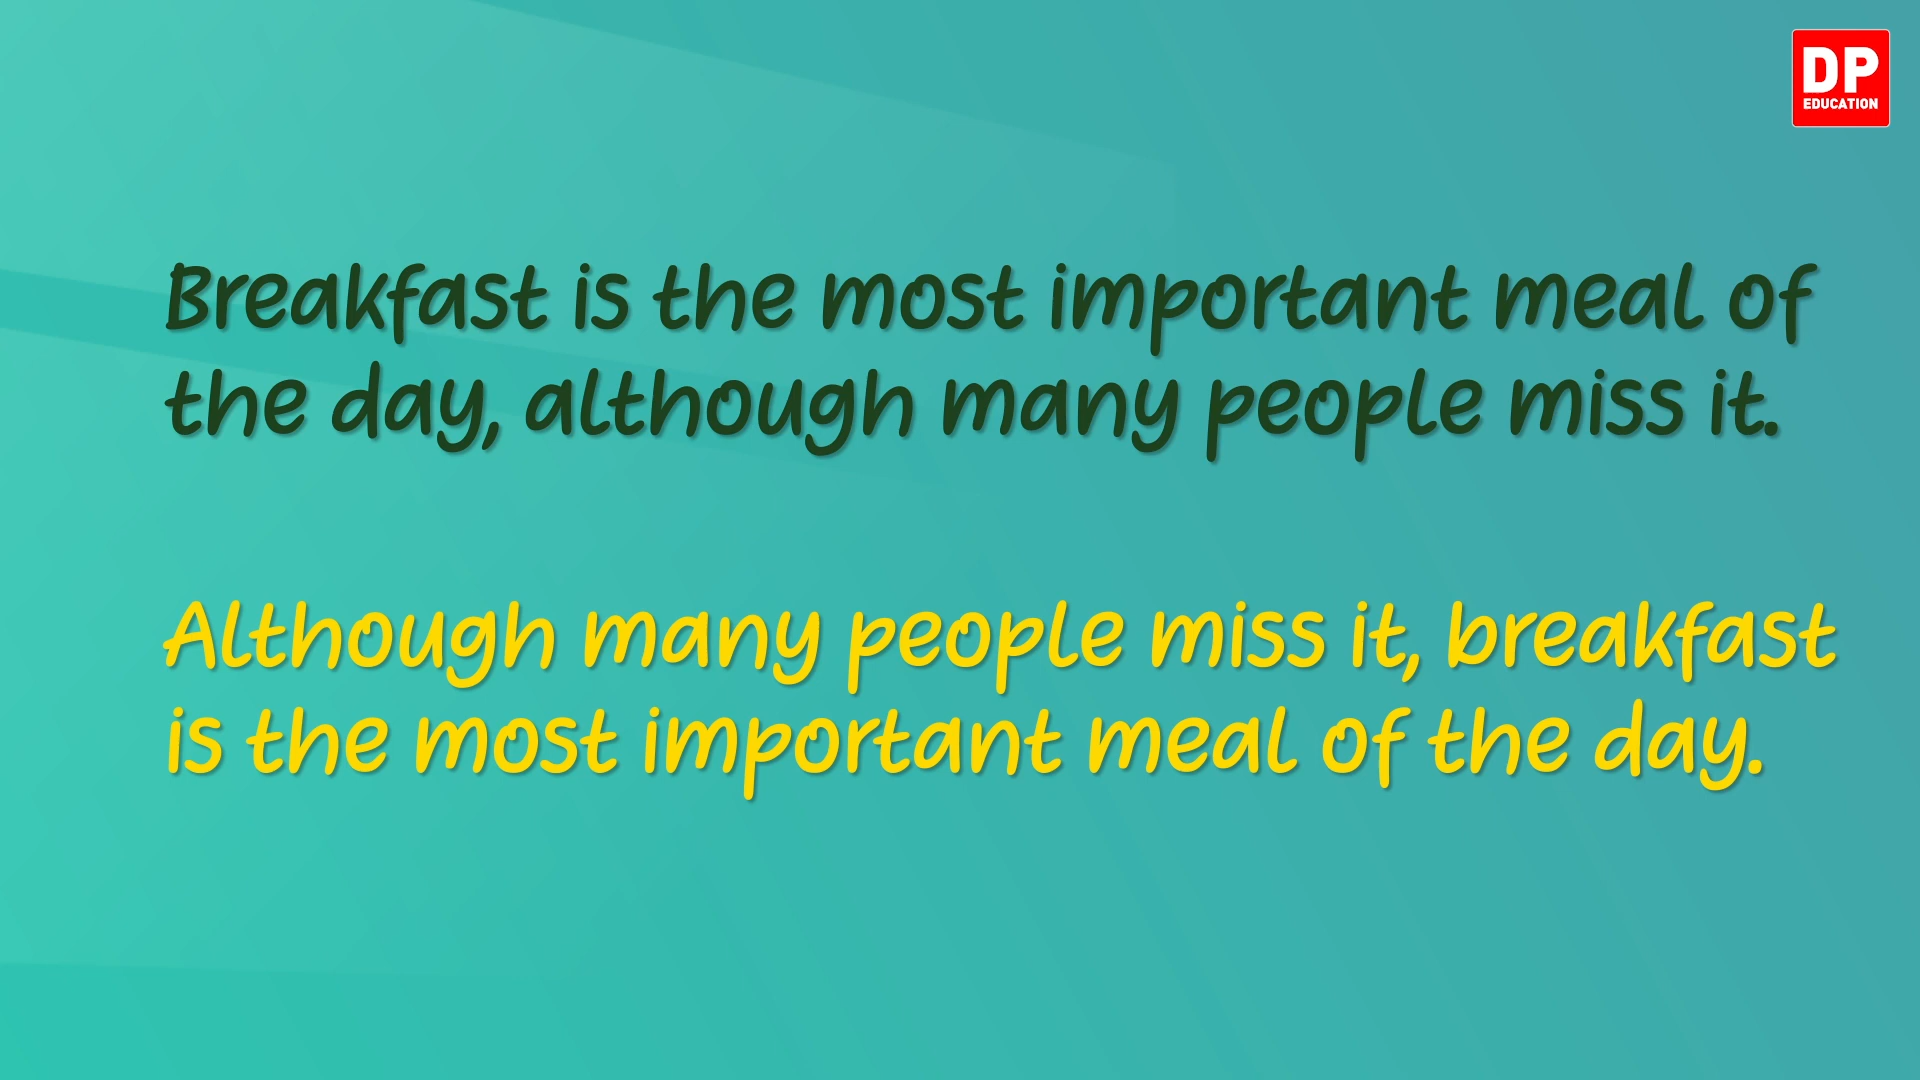 DP
EDUCATION
Breakfast is the most important meal of
the day, although many people miss it.
Although many people miss it, breakfast
is the most important meal of the day.